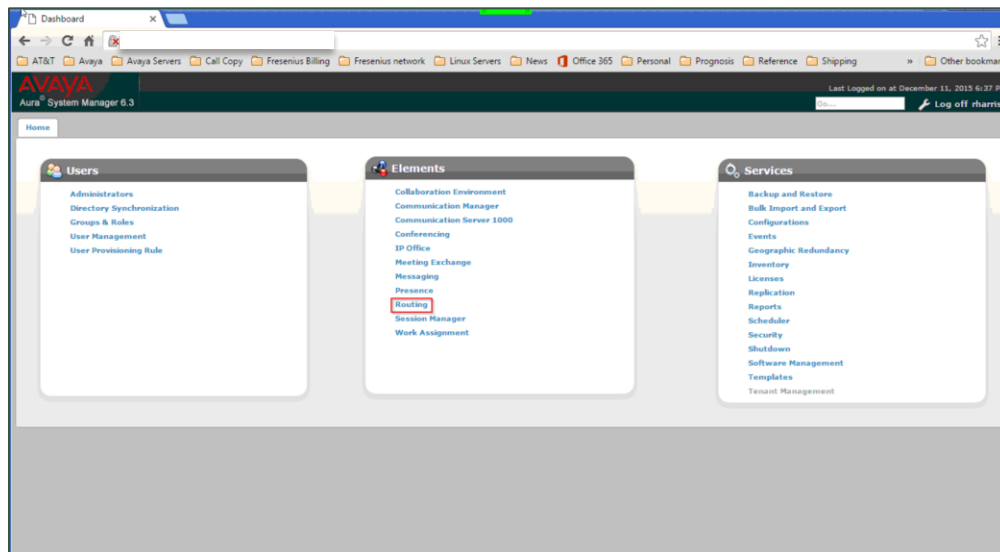 Dashboard
AT&T Avaya Avaya Servers Call Copy Fresenius Billing Fresenius network Linux Servers News Office 365 Personal Prognosis Reference Shipping » Other bookmar
AVAYA
Last Logged on at December 11, 2015 6:37 P
Aura® System Manager 6.3
Go...
Log off rharris
Home
Users
Administrators
Directory Synchronization
Groups & Roles
User Management
User Provisioning Rule
Elements
Collaboration Environment
Communication Manager
Communication Server 1000
Conferencing
IP Office
Meeting Exchange
Messaging
Presence
Routing
Session Manager
Work Assignment
Services
Backup and Restore
Bulk Import and Export
Configurations
Events
Geographic Redundancy
Inventory
Licenses
Replication
Reports
Scheduler
Security
Shutdown
Software Management
Templates
Tenant Management